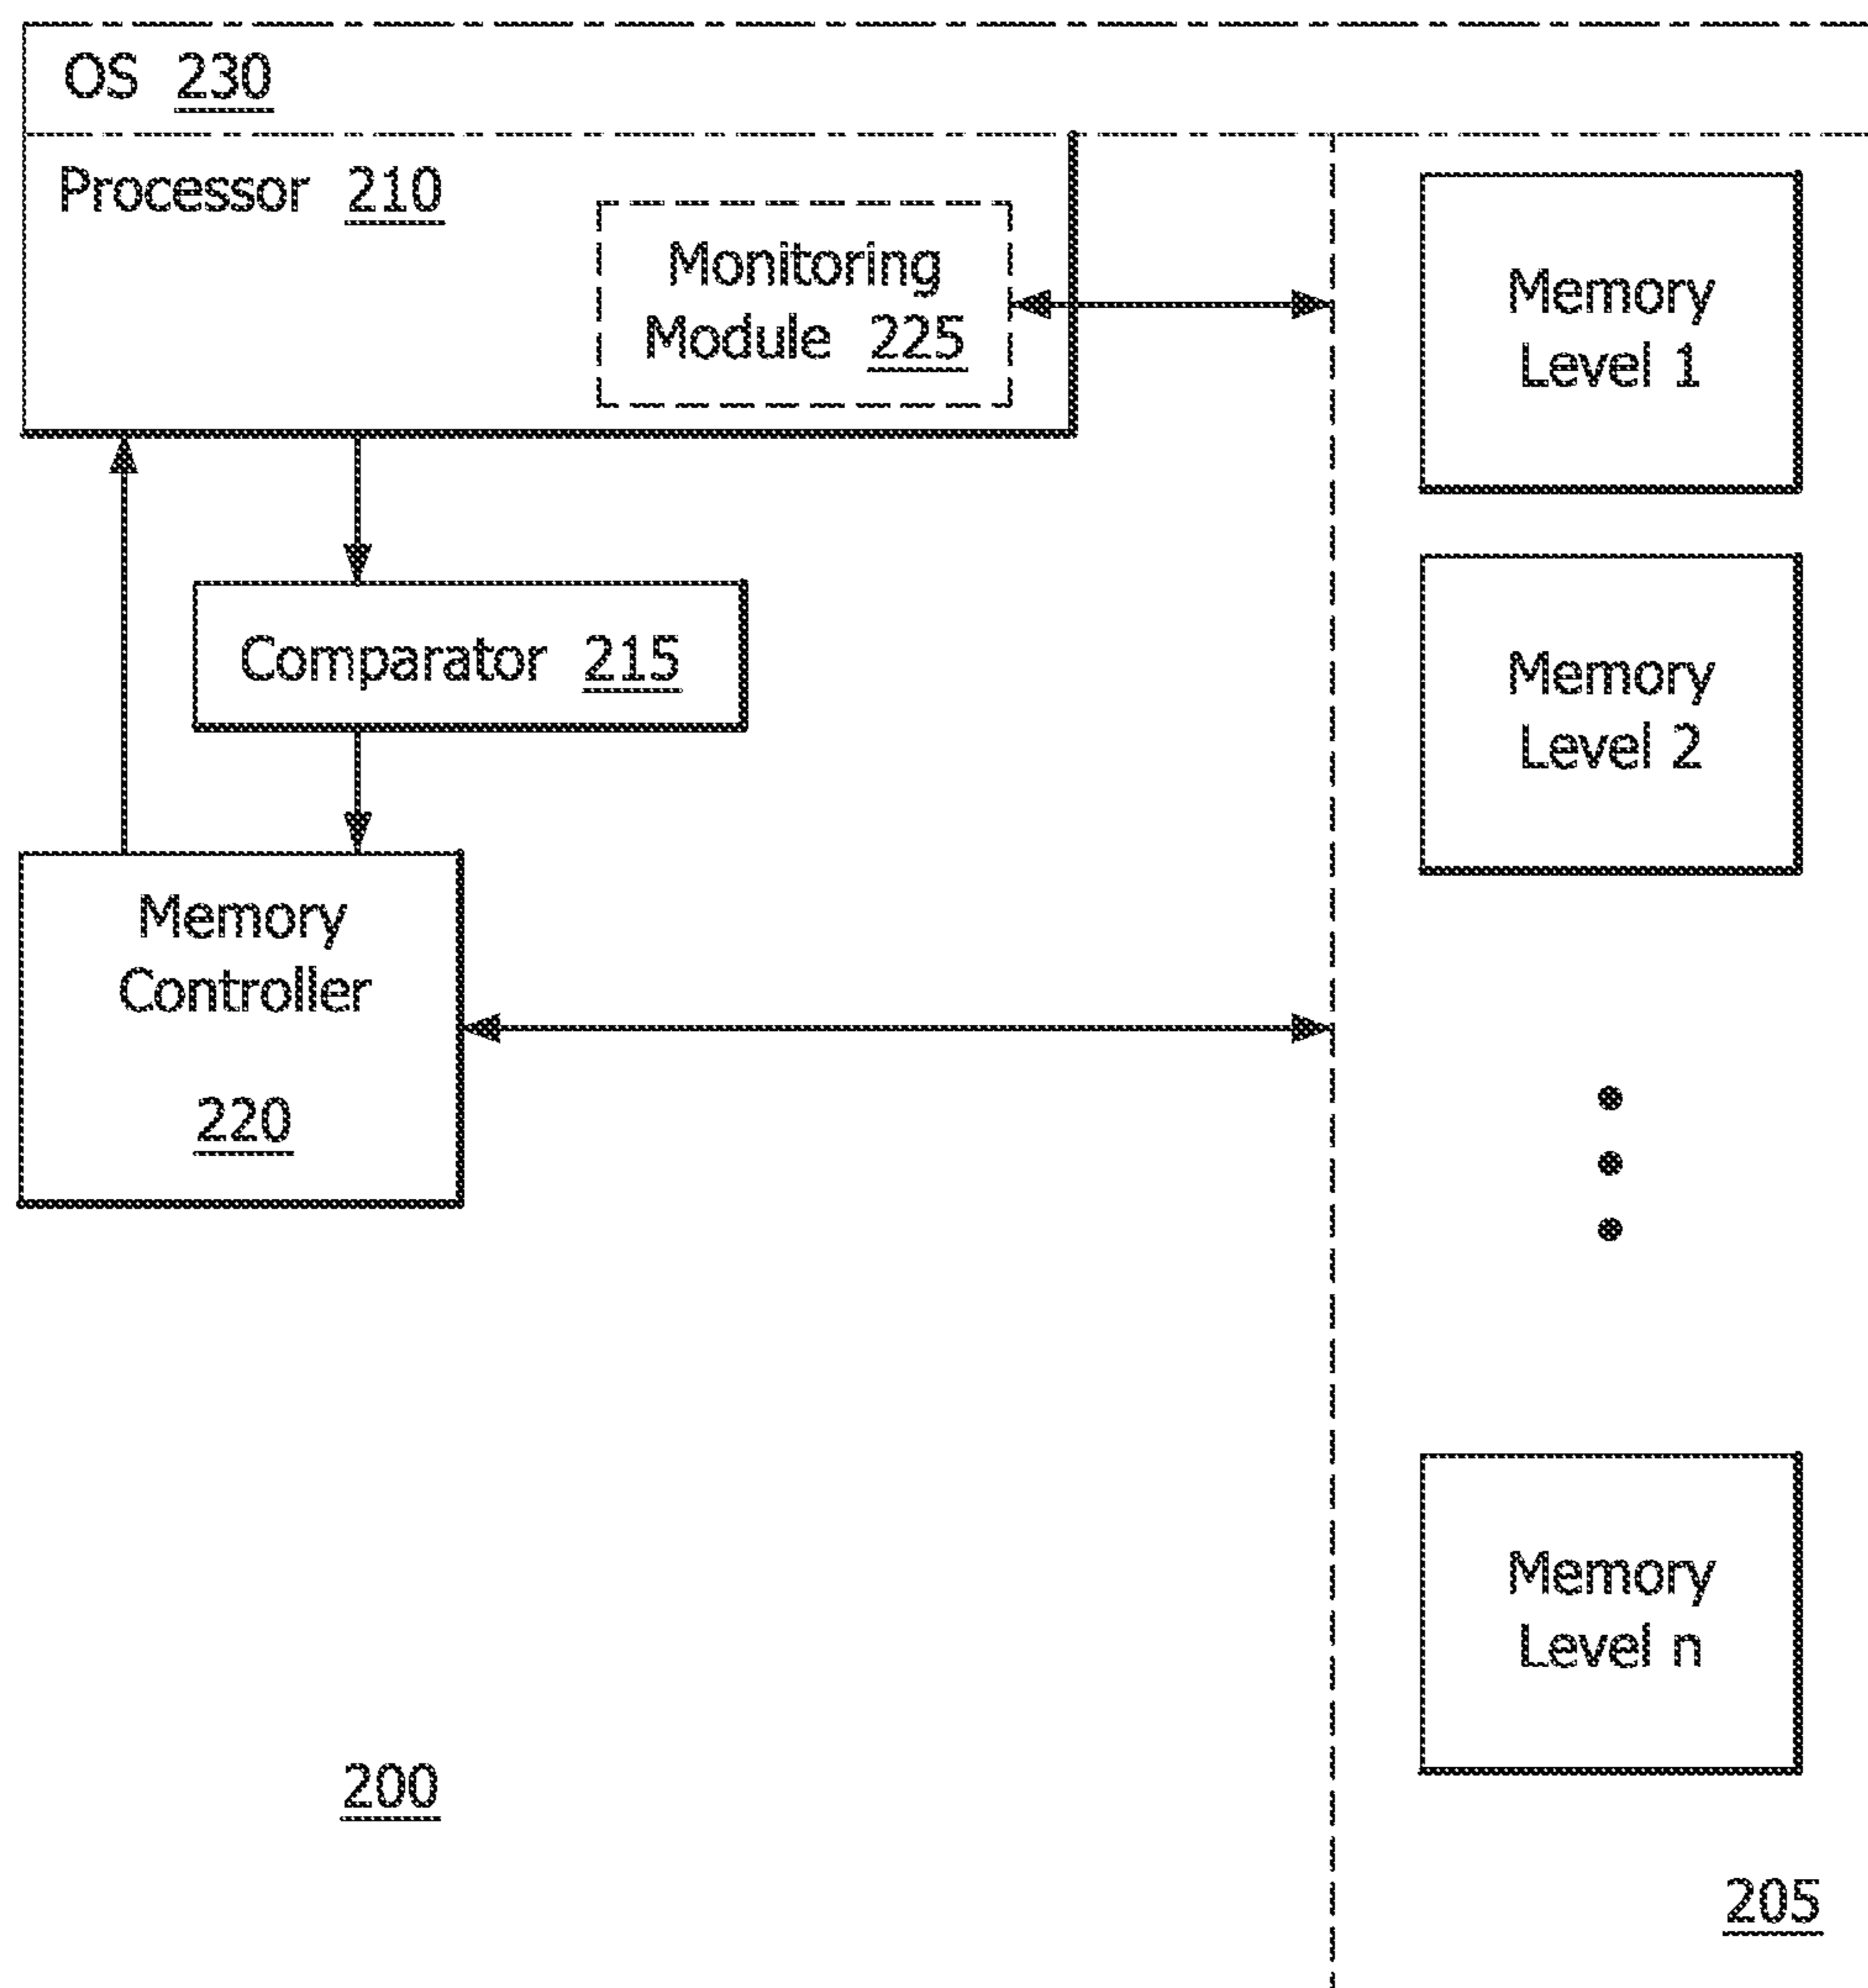 OS 230
Processor 210
Monitoring
Module 225
Comparator 215
Memory
Controller
220
200
Memory
Level 1
Memory
Level 2
Memory
Level n
205